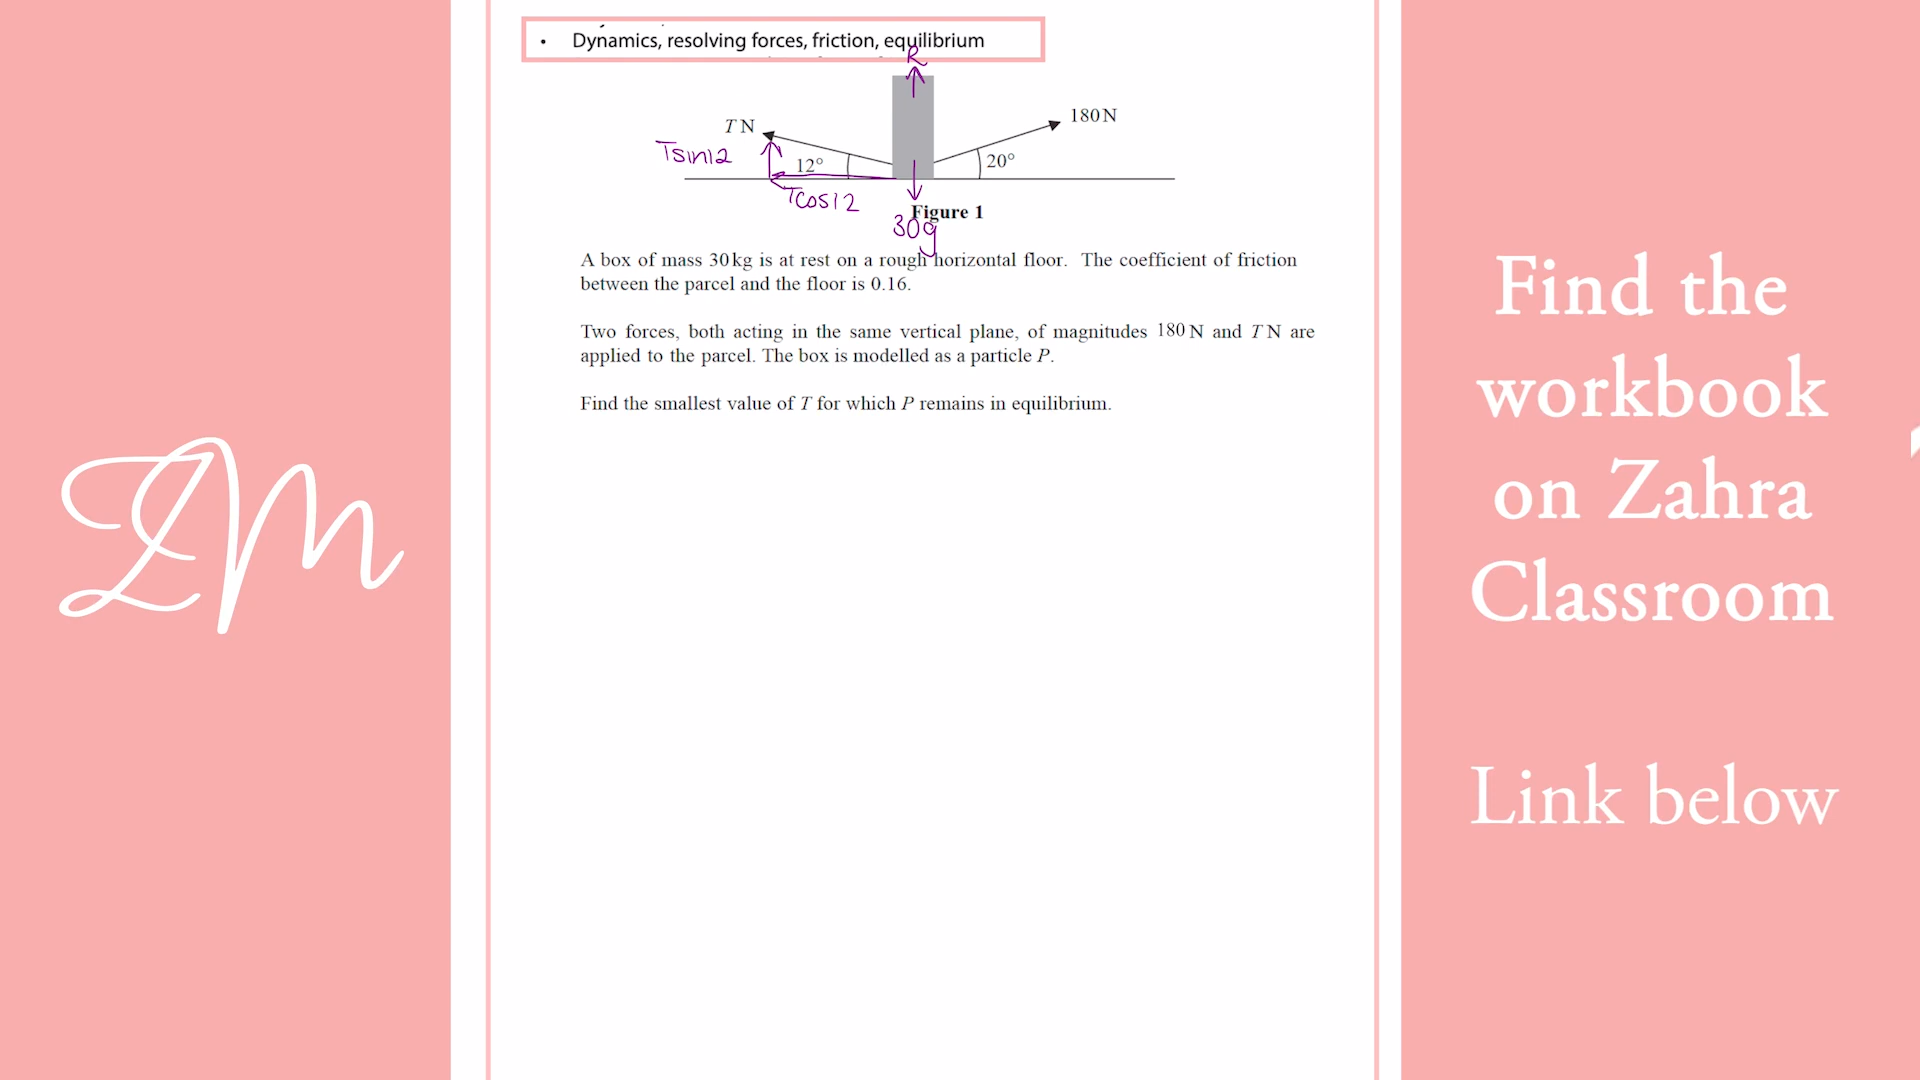 • Dynamics, resolving forces, friction, equilibrium
R
T N
180 N
Tsin12
12°
20°
Tcos12
Figure 1
30g
A box of mass 30 kg is at rest on a rough horizontal floor. The coefficient of friction
between the parcel and the floor is 0.16.
Two forces, both acting in the same vertical plane, of magnitudes 180 N and T N are
applied to the parcel. The box is modelled as a particle P.
Find the smallest value of T for which P remains in equilibrium.
ZM
Find the
workbook
on Zahra
Classroom
Link below